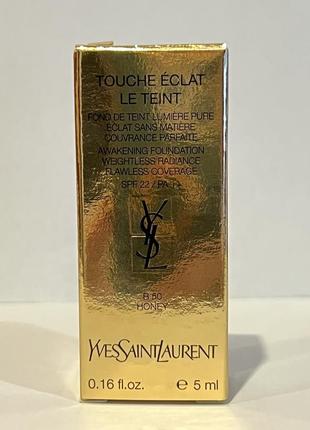 TOUCHE ÉCLAT
LE TEINT
FOND DE TEINT LUMIÈRE PURE
ÉCLAT SANS MATIÈRE
COUVRANCE PARFAITE
AWAKENING FOUNDATION
WEIGHTLESS RADIANCE
FLAWLESS COVERAGE
SPF 22 / PA ++
YSL
HONEY
YVESSAINTLAURENT
0.16 fl.oz. ℮ 5 ml